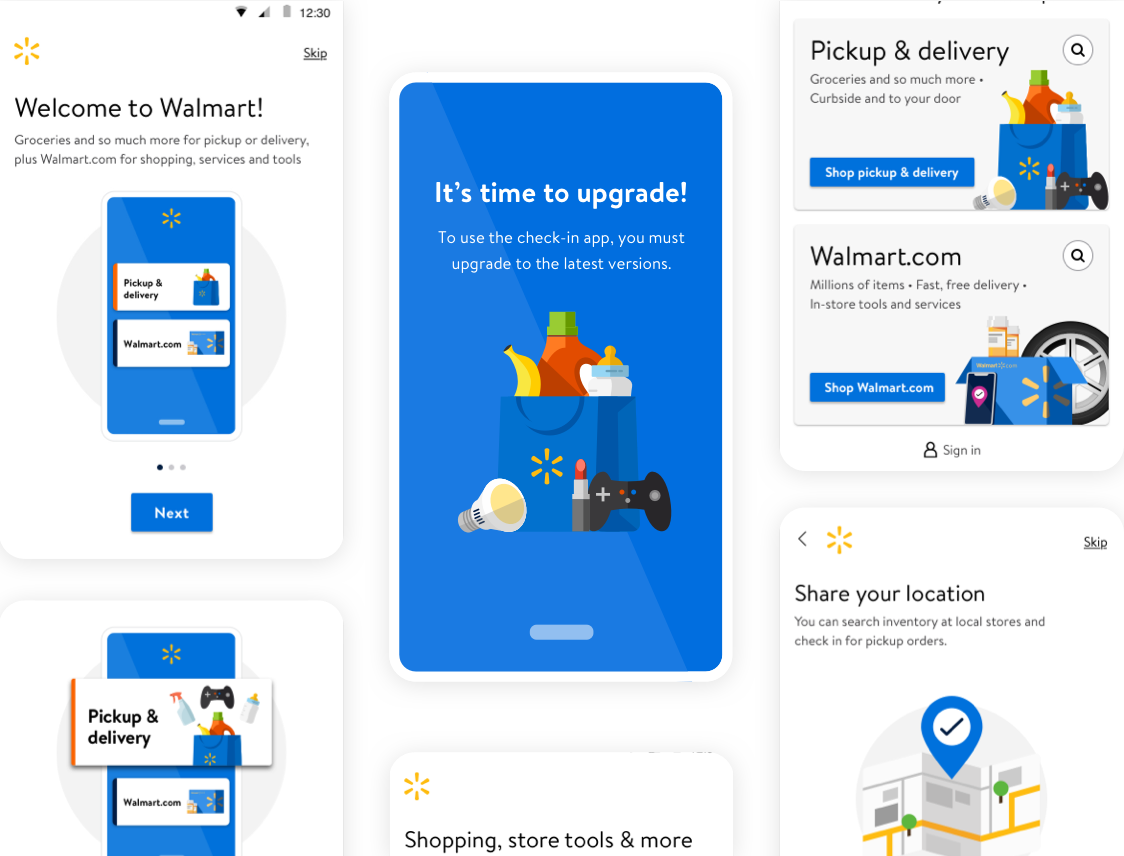 12:30
Skip
Welcome to Walmart!
Groceries and so much more for pickup or delivery,
plus Walmart.com for shopping, services and tools
Pickup &
delivery
Walmart.com
Next
Pickup &
delivery
Walmart.com
It's time to upgrade!
To use the check-in app, you must
upgrade to the latest versions.
Shopping, store tools & more
Pickup & delivery
Groceries and so much more •
Curbside and to your door
Shop pickup & delivery
Walmart.com
Millions of items • Fast, free delivery •
In-store tools and services
Walmart .com
Shop Walmart.com
Sign in
Skip
Share your location
You can search inventory at local stores and
check in for pickup orders.